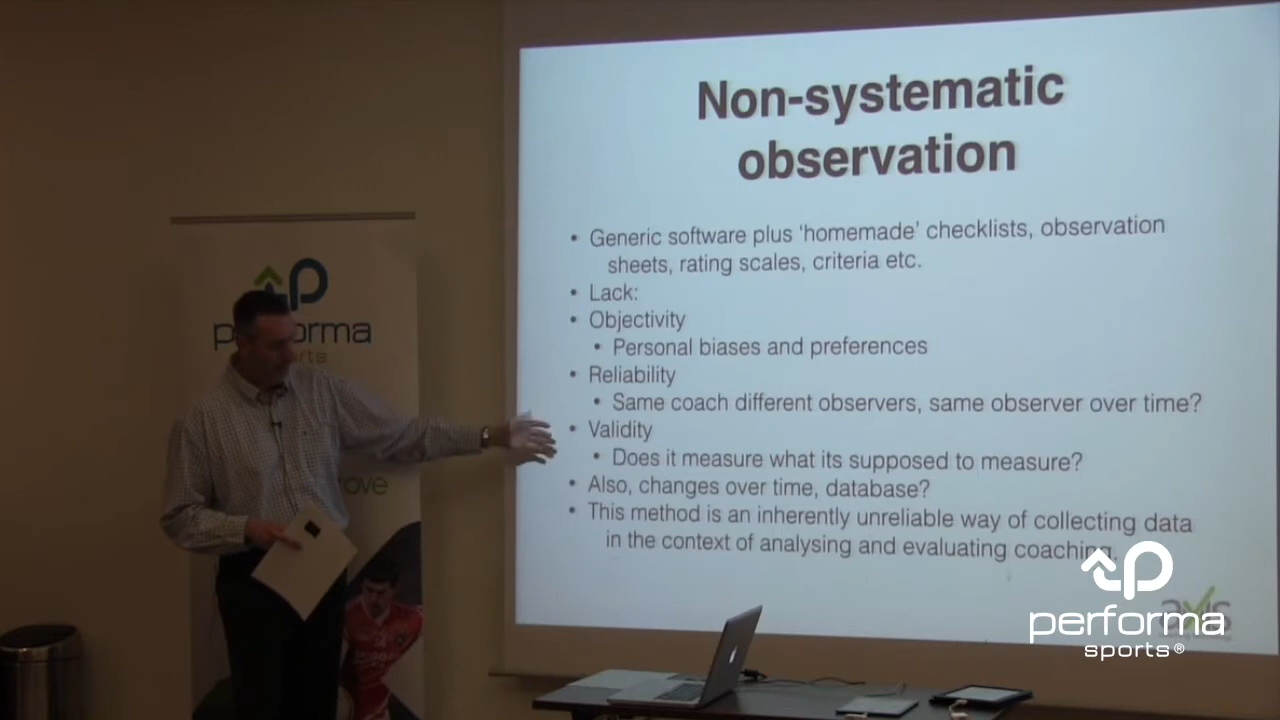 Non-systematic
observation
• Generic software plus 'homemade' checklists, observation
sheets, rating scales, criteria etc.
• Lack:
• Objectivity
• Personal biases and preferences
• Reliability
• Same coach different observers, same observer over time?
• Validity
• Does it measure what its supposed to measure?
• Also, changes over time, database?
• This method is an inherently unreliable way of collecting data
in the context of analysing and evaluating coaching.
performa
sports
ove
axis
performa
sports®